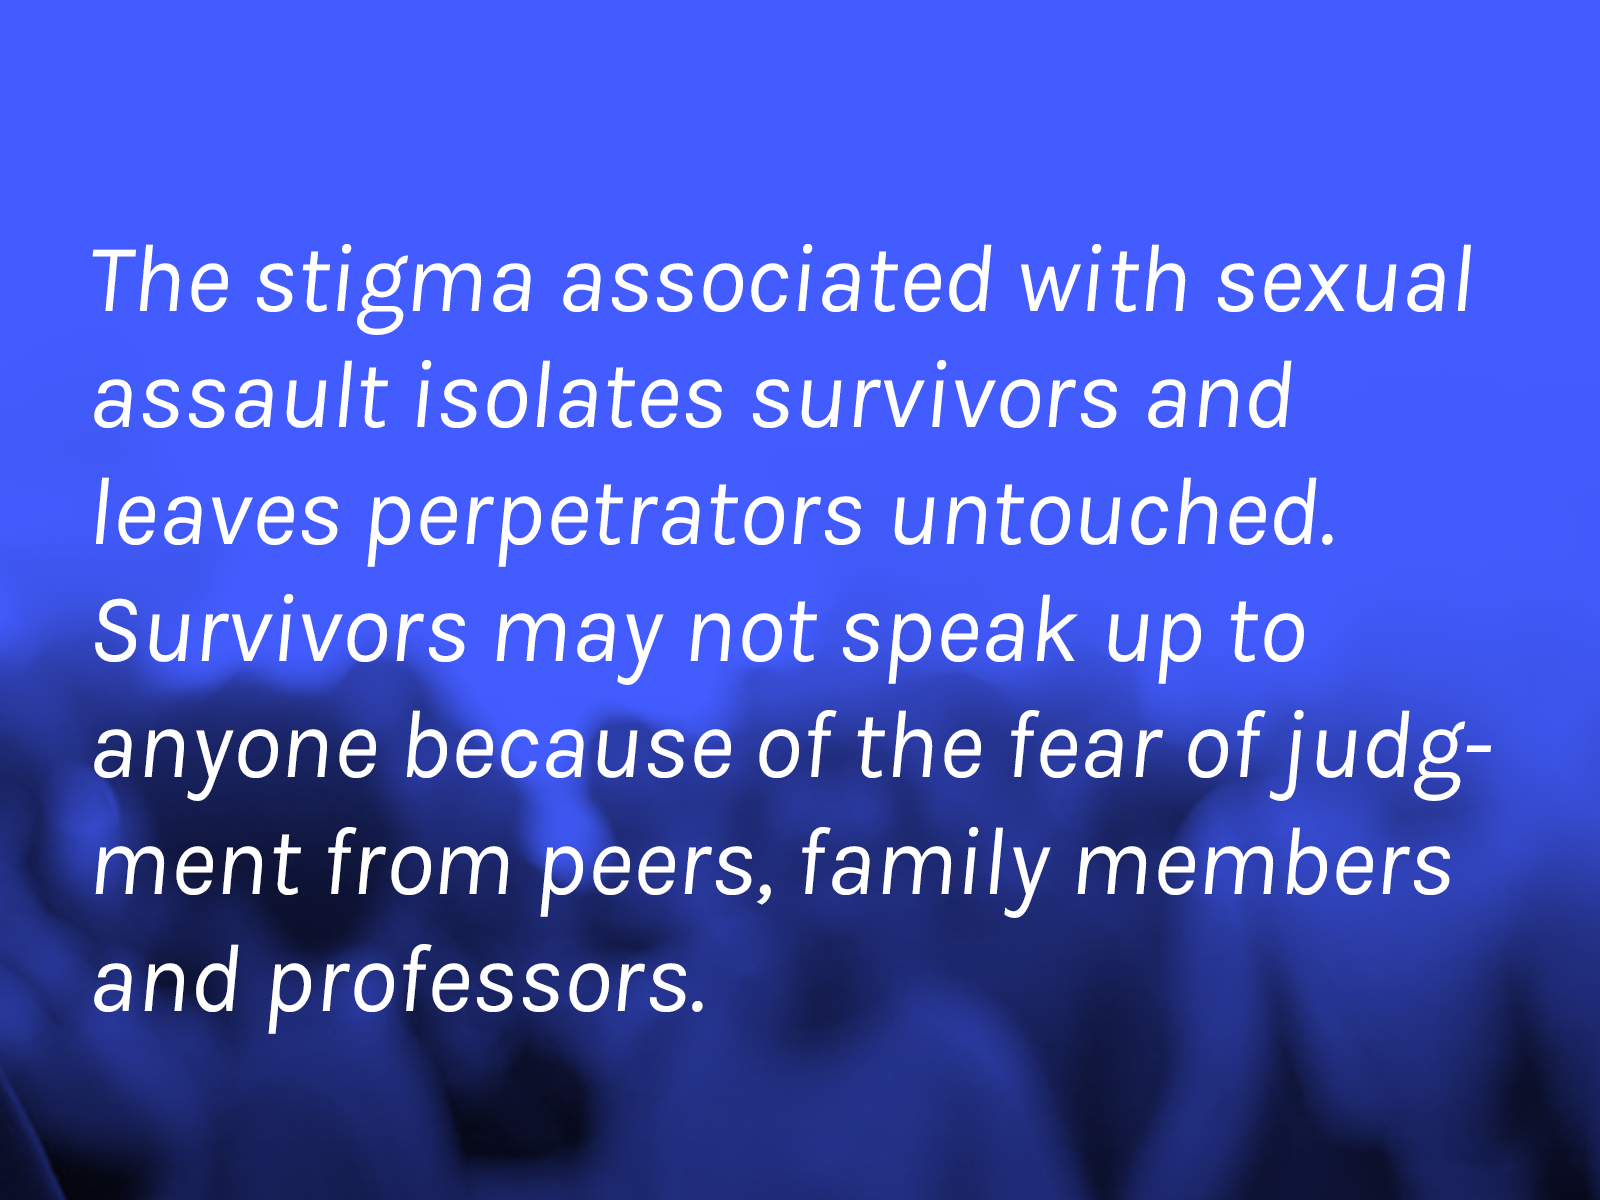 The stigma associated with sexual
assault isolates survivors and
leaves perpetrators untouched.
Survivors may not speak up to
anyone because of the fear of judg-
ment from peers, family members
and professors.